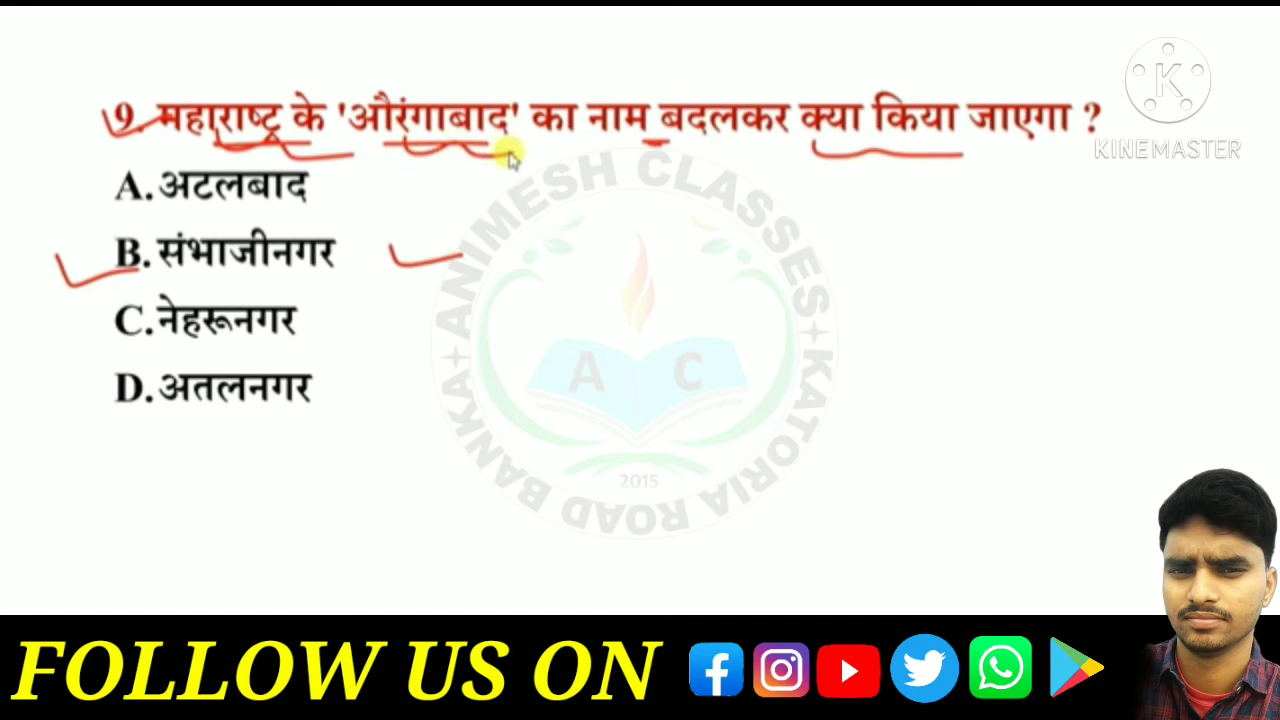 9. महाराष्ट्र के 'औरंगाबाद' का नाम बदलकर क्या किया जाएगा ?
A. अटलबाद
B. संभाजीनगर
C. नेहरूनगर
D. अतलनगर
K
KINEMASTER
ANIMESH CLASSES
KATORIA ROAD BANKA
A C
2015
FOLLOW US ON